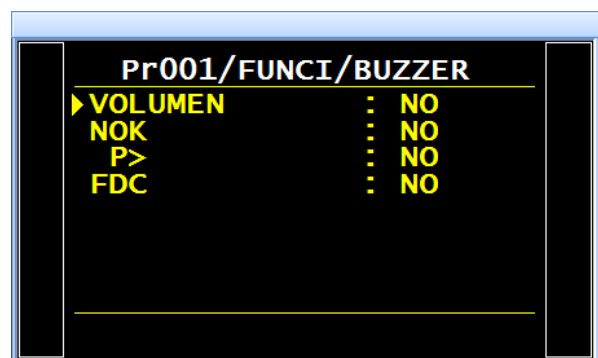 Pr001/FUNCI/BUZZER
VOLUMEN : NO
NOK : NO
P> : NO
FDC : NO